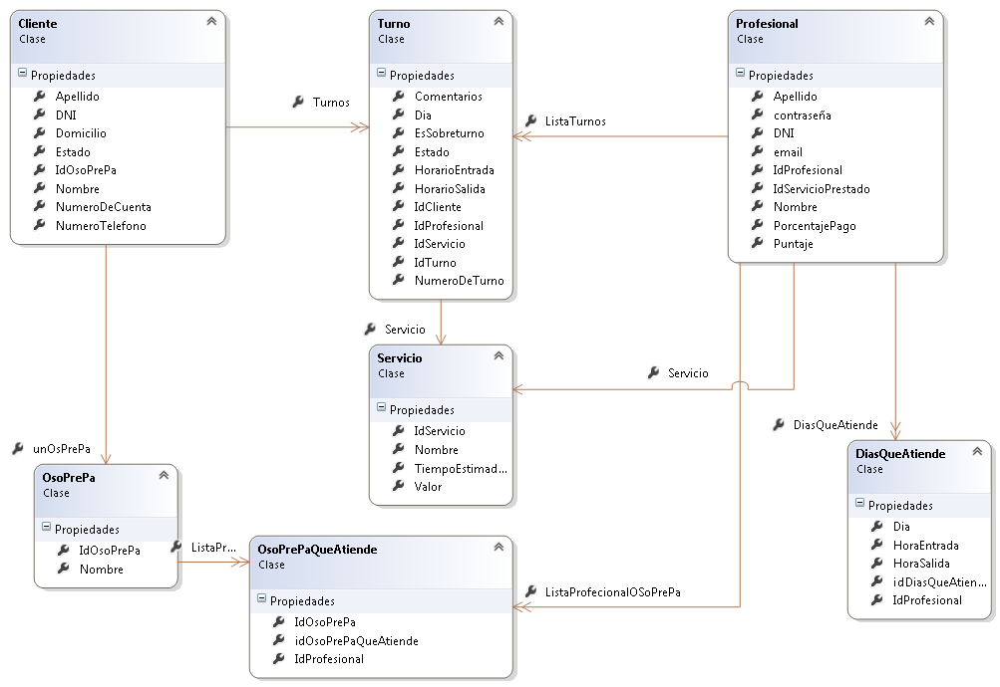 Cliente
Clase
Propiedades
Apellido
DNI
Domicilio
Estado
IdOsoPrePa
Nombre
NumeroDeCuenta
NumeroTelefono
Turnos
Turno
Clase
Propiedades
Comentarios
Dia
EsSobreturno
Estado
HorarioEntrada
HorarioSalida
IdCliente
IdProfesional
IdServicio
IdTurno
NumeroDeTurno
ListaTurnos
Profesional
Clase
Propiedades
Apellido
contraseña
DNI
email
IdProfesional
IdServicioPrestado
Nombre
PorcentajePago
Puntaje
Servicio
Servicio
Clase
Propiedades
IdServicio
Nombre
TiempoEstimad...
Valor
Servicio
DiasQueAtiende
DiasQueAtiende
Clase
Propiedades
Dia
HoraEntrada
HoraSalida
idDiasQueAtien...
IdProfesional
unOsPrePa
OsoPrePa
Clase
Propiedades
IdOsoPrePa
Nombre
ListaPr...
OsoPrePaQueAtiende
Clase
Propiedades
IdOsoPrePa
idOsoPrePaQueAtiende
IdProfesional
ListaProfecionalOSoPrePa